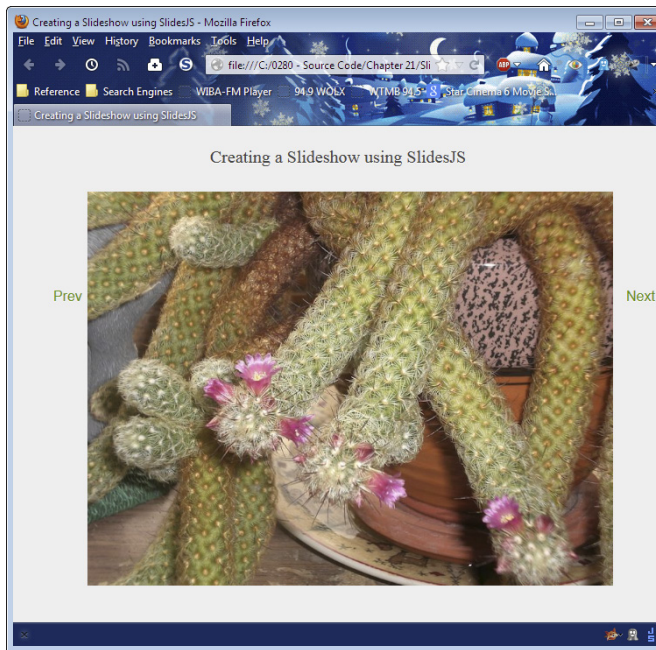 Creating a Slideshow using SlidesJS - Mozilla Firefox
File Edit View History Bookmarks Tools Help
file:///C:/0280 - Source Code/Chapter 21/Sli
ABP
Reference Search Engines WIBA-FM Player 94.9 WOLX WTMB 94.5 Star Cinema 6 Movie S...
Creating a Slideshow using SlidesJS
Creating a Slideshow using SlidesJS
Prev Next